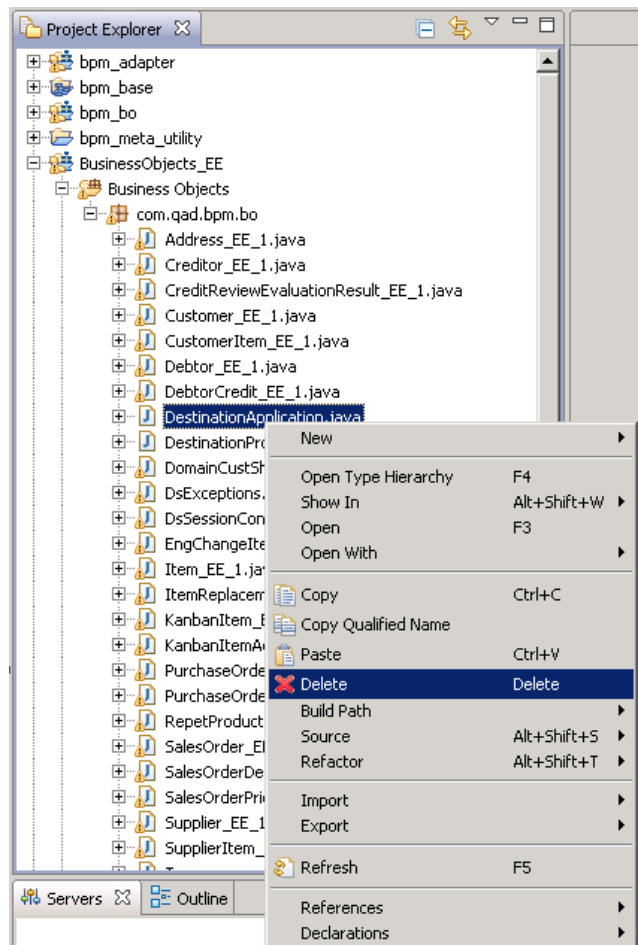 Project Explorer
bpm_adapter
bpm_base
bpm_bo
bpm_meta_utility
BusinessObjects_EE
Business Objects
com.qad.bpm.bo
Address_EE_1.java
Creditor_EE_1.java
CreditReviewEvaluationResult_EE_1.java
Customer_EE_1.java
CustomerItem_EE_1.java
Debtor_EE_1.java
DebtorCredit_EE_1.java
DestinationApplication.java
DestinationPro
DomainCustSh
DsExceptions.
DsSessionCon
EngChangeIte
Item_EE_1.jav
ItemReplacem
KanbanItem_E
KanbanItemA
PurchaseOrde
PurchaseOrde
RepetProduct
SalesOrder_E
SalesOrderDe
SalesOrderPri
Supplier_EE_1
SupplierItem_
New
Open Type Hierarchy F4
Show In Alt+Shift+W
Open F3
Open With
Copy Ctrl+C
Copy Qualified Name
Paste Ctrl+V
Delete Delete
Build Path
Source Alt+Shift+S
Refactor Alt+Shift+T
Import
Export
Refresh F5
References
Declarations
Servers Outline